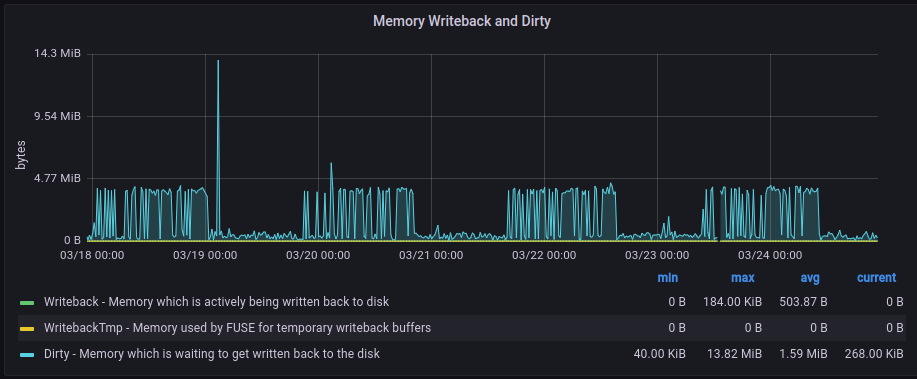 Memory Writeback and Dirty
14.3 MiB
9.54 MiB
4.77 MiB
0 B
bytes
03/18 00:00 03/19 00:00 03/20 00:00 03/21 00:00 03/22 00:00 03/23 00:00 03/24 00:00
min max avg current
Writeback - Memory which is actively being written back to disk 0 B 184.00 KiB 503.87 B 0 B
WritebackTmp - Memory used by FUSE for temporary writeback buffers 0 B 0 B 0 B 0 B
Dirty - Memory which is waiting to get written back to the disk 40.00 KiB 13.82 MiB 1.59 MiB 268.00 KiB